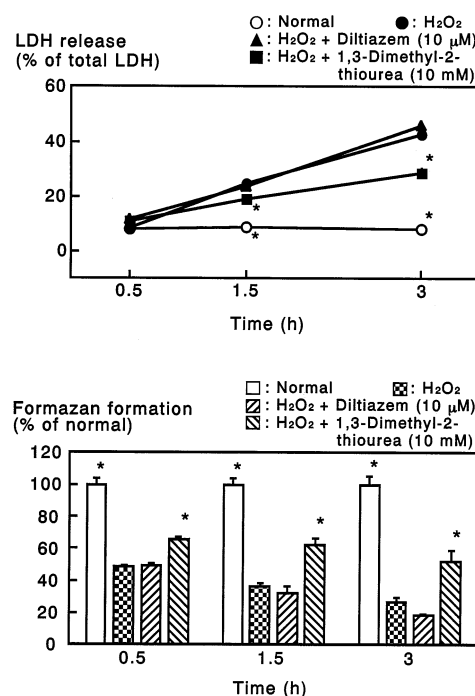 ○: Normal ●: H₂O₂
▲: H₂O₂ + Diltiazem (10 μM)
■: H₂O₂ + 1,3-Dimethyl-2-
thiourea (10 mM)
LDH release
(% of total LDH)
60
40
20
0
*
*
*
*
0.5 1.5 3
Time (h)
□: Normal ▩: H₂O₂
▨: H₂O₂ + Diltiazem (10 μM)
▧: H₂O₂ + 1,3-Dimethyl-2-
thiourea (10 mM)
Formazan formation
(% of normal)
120
100
80
60
40
20
0
* * *
* * *
0.5 1.5 3
Time (h)